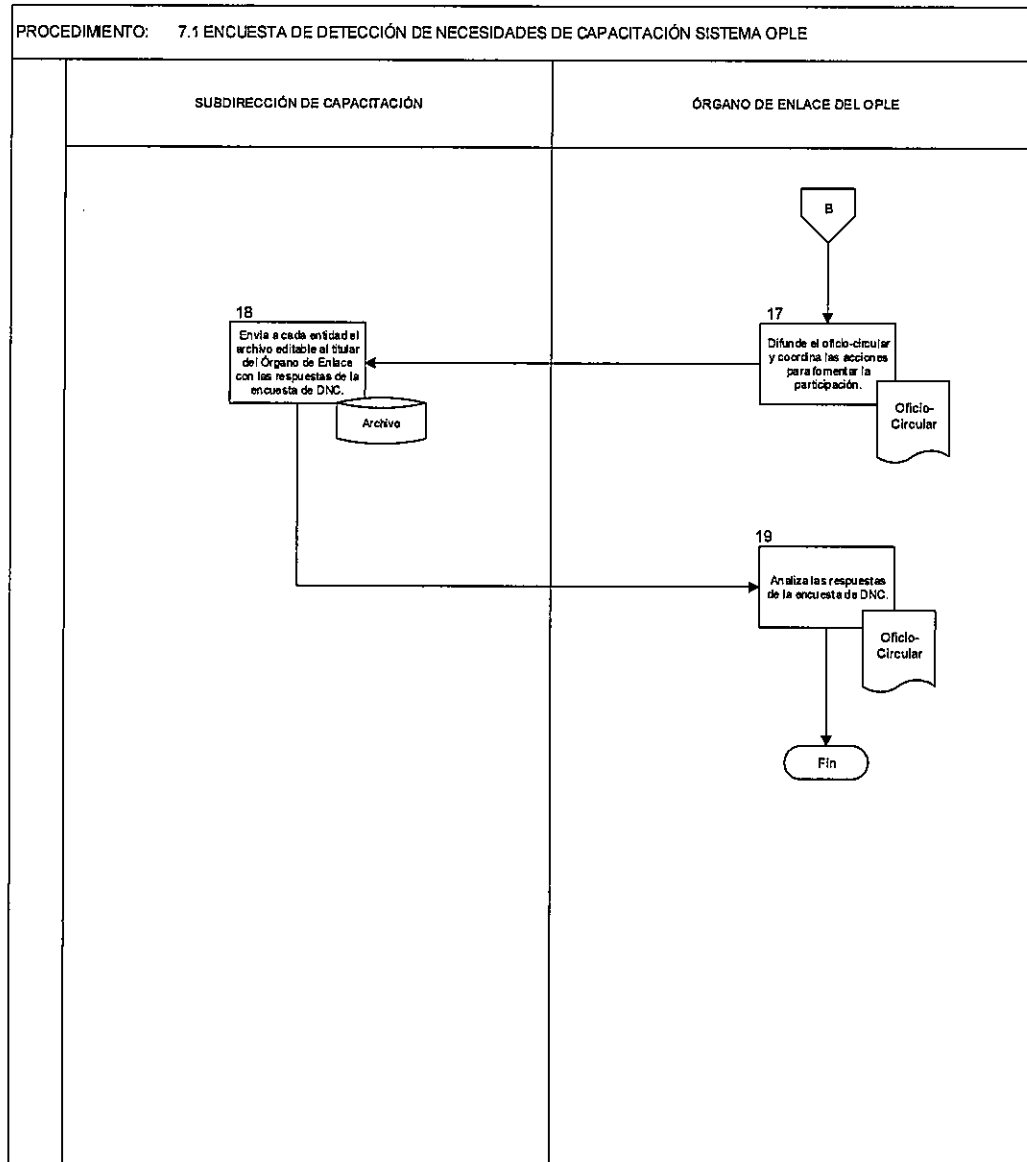 PROCEDIMIENTO: 7.1 ENCUESTA DE DETECCIÓN DE NECESIDADES DE CAPACITACIÓN SISTEMA OPLE
SUBDIRECCIÓN DE CAPACITACIÓN
ÓRGANO DE ENLACE DEL OPLE
B
17
Difunde el oficio-circular
y coordina las acciones
para fomentar la
participación.
Oficio-
Circular
18
Envía a cada entidad el
archivo editable al titular
del Órgano de Enlace
con las respuestas de la
encuesta de DNC.
Archivo
19
Analiza las respuestas
de la encuesta de DNC.
Oficio-
Circular
Fin